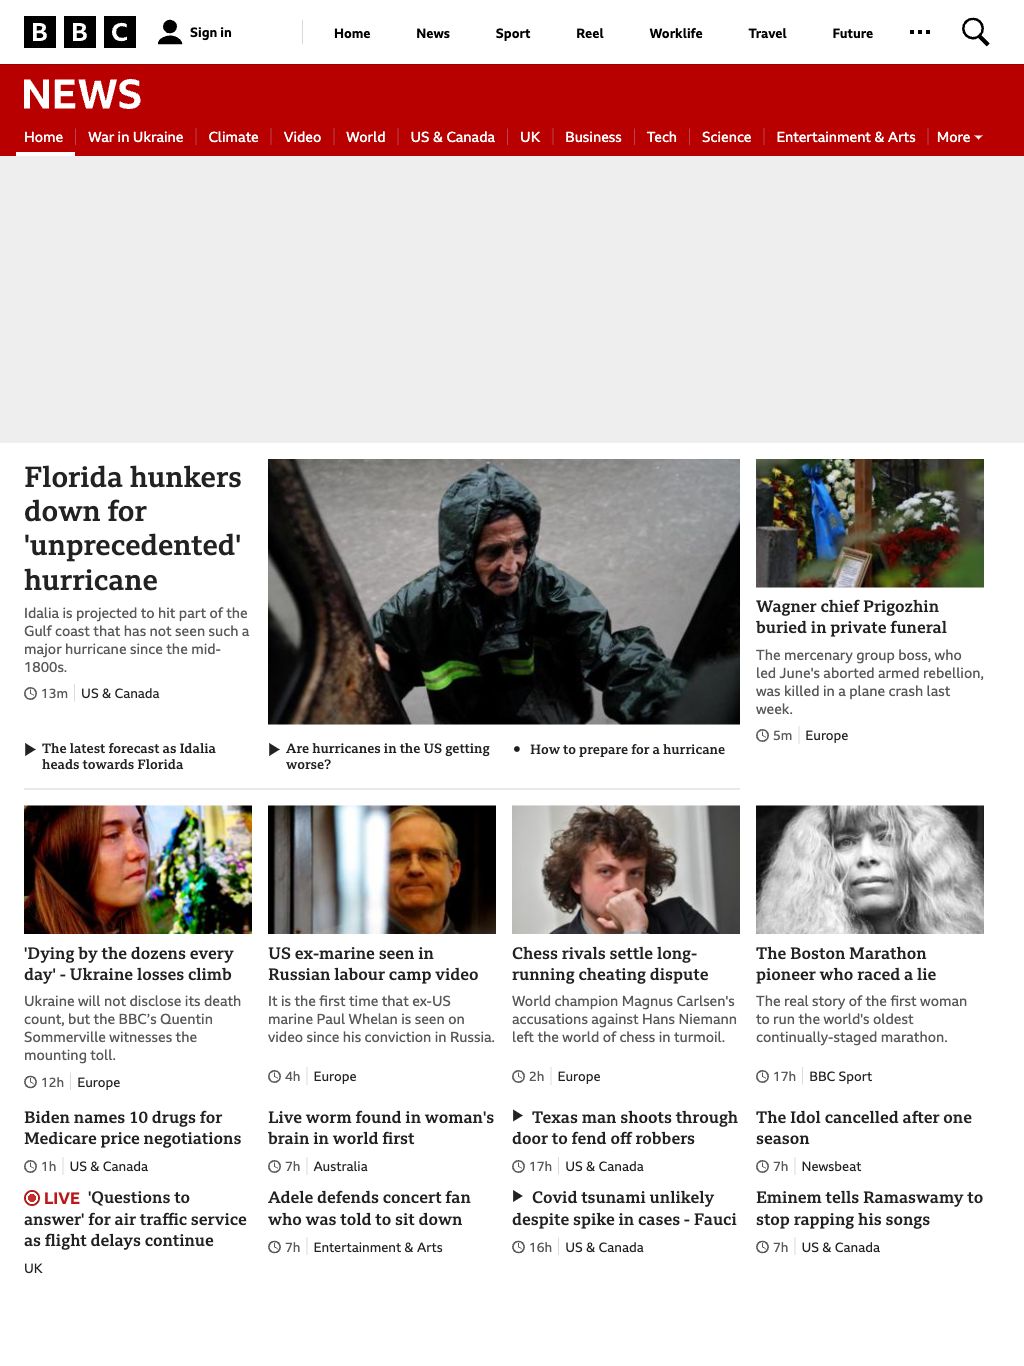 BBC
Sign in
Home
News
Sport
Reel
Worklife
Travel
Future
NEWS
Home
War in Ukraine
Climate
Video
World
US & Canada
UK
Business
Tech
Science
Entertainment & Arts
More
Florida hunkers
down for
'unprecedented'
hurricane
Idalia is projected to hit part of the
Gulf coast that has not seen such a
major hurricane since the mid-
1800s.
13m
US & Canada
Wagner chief Prigozhin
buried in private funeral
The mercenary group boss, who
led June's aborted armed rebellion,
was killed in a plane crash last
week.
5m
Europe
The latest forecast as Idalia
heads towards Florida
Are hurricanes in the US getting
worse?
How to prepare for a hurricane
'Dying by the dozens every
day' - Ukraine losses climb
Ukraine will not disclose its death
count, but the BBC’s Quentin
Sommerville witnesses the
mounting toll.
12h
Europe
US ex-marine seen in
Russian labour camp video
It is the first time that ex-US
marine Paul Whelan is seen on
video since his conviction in Russia.
4h
Europe
Chess rivals settle long-
running cheating dispute
World champion Magnus Carlsen's
accusations against Hans Niemann
left the world of chess in turmoil.
2h
Europe
The Boston Marathon
pioneer who raced a lie
The real story of the first woman
to run the world's oldest
continually-staged marathon.
17h
BBC Sport
Biden names 10 drugs for
Medicare price negotiations
1h
US & Canada
Live worm found in woman's
brain in world first
7h
Australia
Texas man shoots through
door to fend off robbers
17h
US & Canada
The Idol cancelled after one
season
7h
Newsbeat
LIVE 'Questions to
answer' for air traffic service
as flight delays continue
UK
Adele defends concert fan
who was told to sit down
7h
Entertainment & Arts
Covid tsunami unlikely
despite spike in cases - Fauci
16h
US & Canada
Eminem tells Ramaswamy to
stop rapping his songs
7h
US & Canada